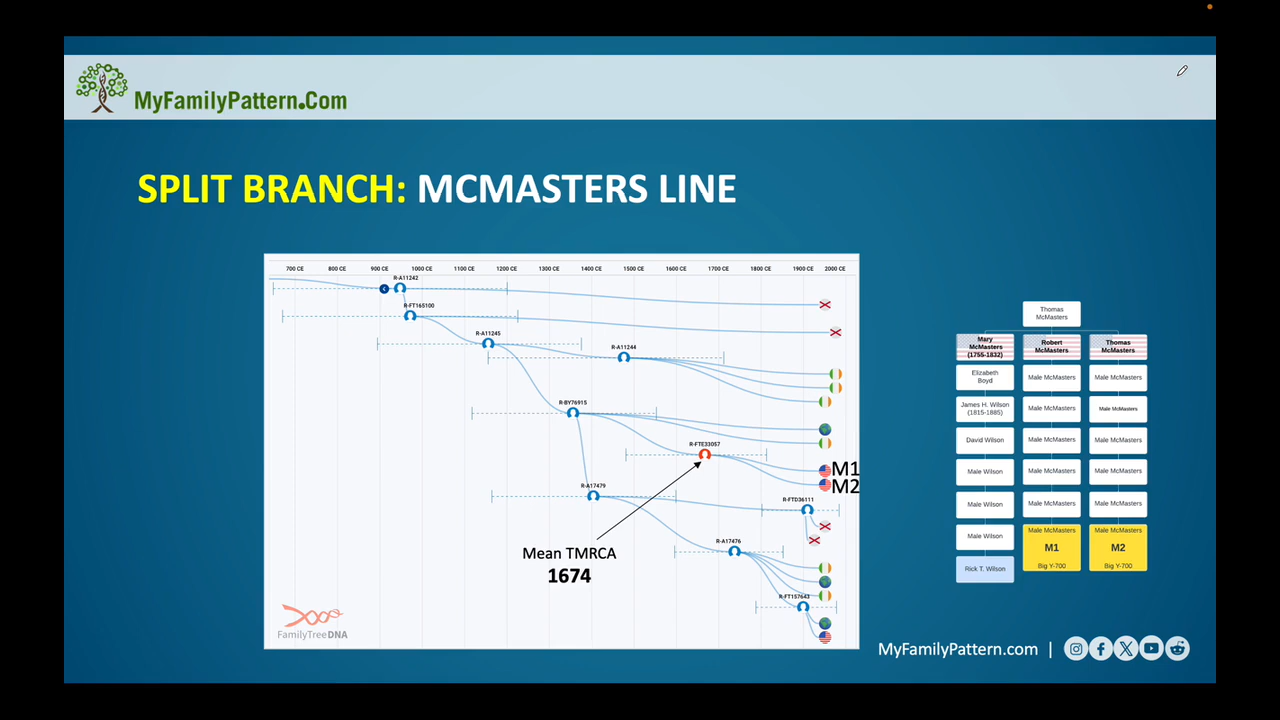 MyFamilyPattern.Com
SPLIT BRANCH: MCMASTERS LINE
700 CE 800 CE 900 CE 1000 CE 1100 CE 1200 CE 1300 CE 1400 CE 1500 CE 1600 CE 1700 CE 1800 CE 1900 CE 2000 CE
R-A11242
R-FT165100
R-A11245
R-A11244
R-BY76915
R-FTE33057
M1
M2
R-A17479
R-FTD36111
R-A17476
R-FT157643
Mean TMRCA
1674
FamilyTreeDNA
Thomas
McMasters
Mary
McMasters
(1755-1832)
Robert
McMasters
Thomas
McMasters
Elizabeth
Boyd
Male McMasters
Male McMasters
James H. Wilson
(1815-1885)
Male McMasters
Male McMasters
David Wilson
Male McMasters
Male McMasters
Male Wilson
Male McMasters
Male McMasters
Male Wilson
Male McMasters
Male McMasters
Male Wilson
Male McMasters
M1
Big Y-700
Male McMasters
M2
Big Y-700
Rick T. Wilson
MyFamilyPattern.com |